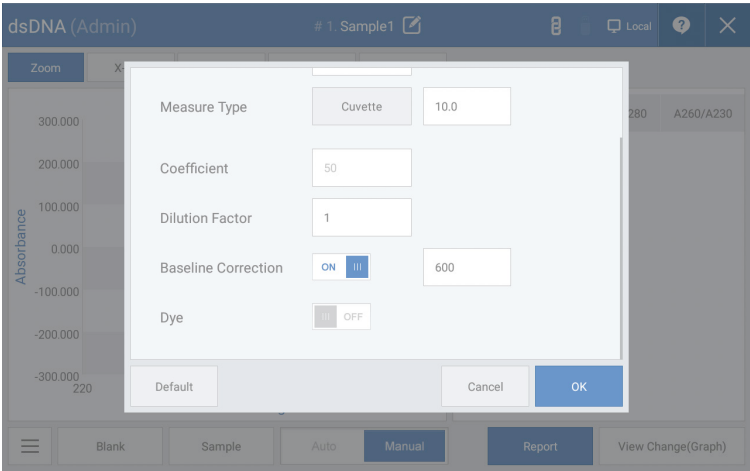 dsDNA (Admin)
# 1. Sample1
Local
?
Zoom
X-
280
A260/A230
Absorbance
300.000
200.000
100.000
0.000
-100.000
-200.000
-300.000
220
Measure Type
Cuvette
10.0
Coefficient
50
Dilution Factor
1
Baseline Correction
ON
600
Dye
OFF
Default
Cancel
OK
Blank
Sample
Auto
Manual
Report
View Change(Graph)